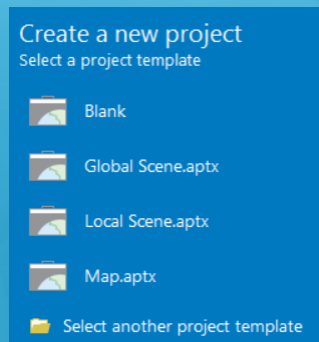 Create a new project
Select a project template
Blank
Global Scene.aptx
Local Scene.aptx
Map.aptx
Select another project template